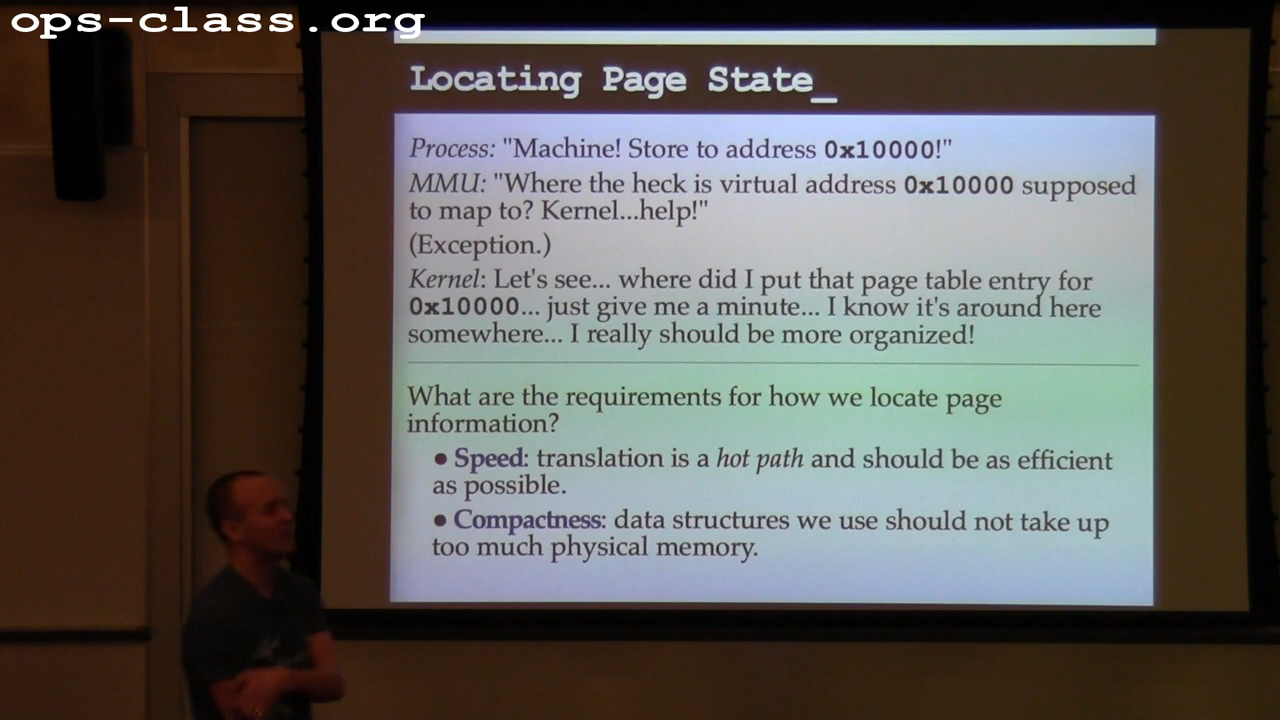 ops-class.org
Locating Page State_
Process: "Machine! Store to address 0x10000!"
MMU: "Where the heck is virtual address 0x10000 supposed
to map to? Kernel...help!"
(Exception.)
Kernel: Let's see... where did I put that page table entry for
0x10000... just give me a minute... I know it's around here
somewhere... I really should be more organized!
What are the requirements for how we locate page
information?
● Speed: translation is a hot path and should be as efficient
as possible.
● Compactness: data structures we use should not take up
too much physical memory.